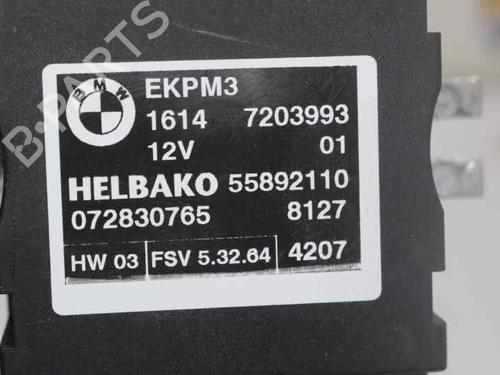 B-PARTS
BMW
EKPM3
1614 7203993
12V 01
HELBAKO 55892110
072830765 8127
HW 03 FSV 5.32.64 4207